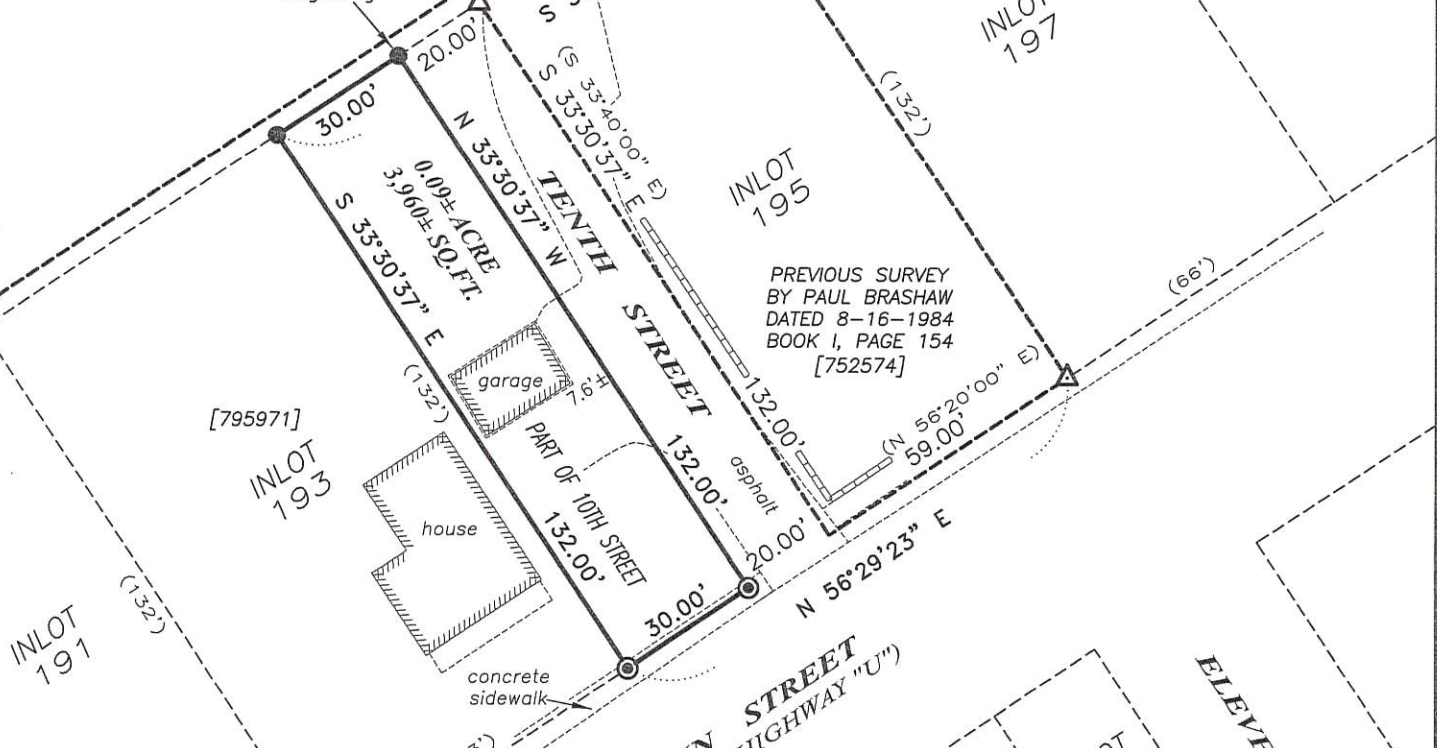 20.00'
30.00'
S 33°30'37" E
(S 33°40'00" E)
N 33°30'37" W
S 33°30'37" E
0.09± ACRE
3,960± SQ.FT.
TENTH STREET
(132')
garage
7.6'
PART OF 10TH STREET
132.00'
132.00'
132.00'
asphalt
20.00'
30.00'
INLOT
197
(132')
INLOT
195
PREVIOUS SURVEY
BY PAUL BRASHAW
DATED 8-16-1984
BOOK I, PAGE 154
[752574]
(N 56°20'00" E)
59.00'
(66')
N 56°29'23" E
[795971]
INLOT
193
house
(132')
INLOT
191
concrete
sidewalk
STREET
HIGHWAY "U")